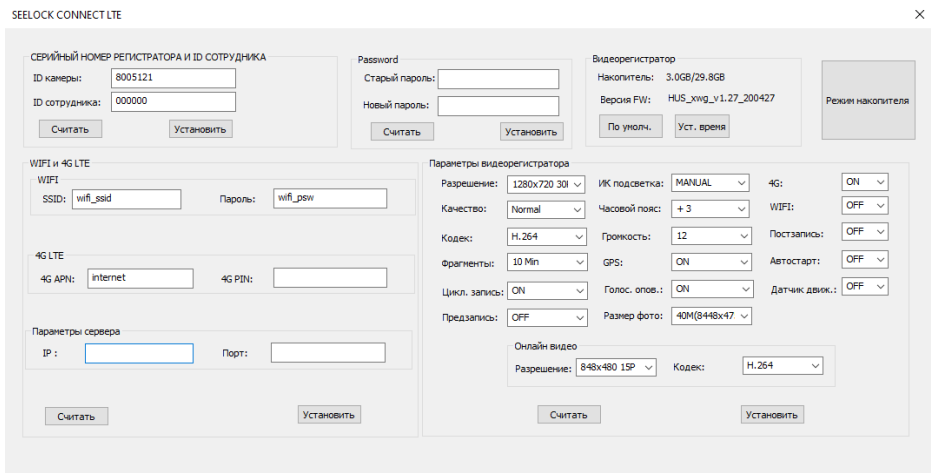 SEELOCK CONNECT LTE
СЕРИЙНЫЙ НОМЕР РЕГИСТРАТОРА И ID СОТРУДНИКА
ID камеры: 8005121
ID сотрудника: 000000
Считать Установить
Password
Старый пароль:
Новый пароль:
Считать Установить
Видеорегистратор
Накопитель: 3.0GB/29.8GB
Версия FW: HUS_xwg_v1.27_200427
По умолч. Уст. время
Режим накопителя
WIFI и 4G LTE
WIFI
SSID: wifi_ssid Пароль: wifi_psw
4G LTE
4G APN: internet 4G PIN:
Параметры сервера
IP : Порт:
Считать Установить
Параметры видеорегистратора
Разрешение: 1280x720 30 ИК подсветка: MANUAL 4G: ON
Качество: Normal Часовой пояс: +3 WIFI: OFF
Кодек: H.264 Громкость: 12 Постзапись: OFF
Фрагменты: 10 Min GPS: ON Автостарт: OFF
Цикл. запись: ON Голос. опов.: ON Датчик движ.: OFF
Предзапись: OFF Размер фото: 40M(8448x47
Онлайн видео
Разрешение: 848x480 15P Кодек: H.264
Считать Установить